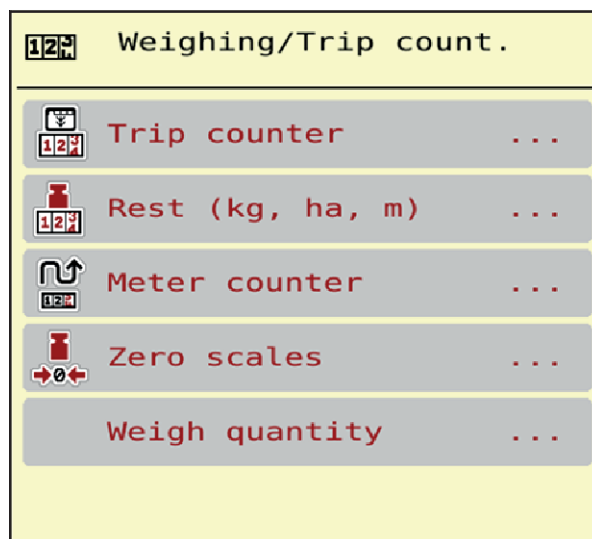 Weighing/Trip count.
Trip counter ...
Rest (kg, ha, m) ...
Meter counter ...
Zero scales ...
Weigh quantity ...